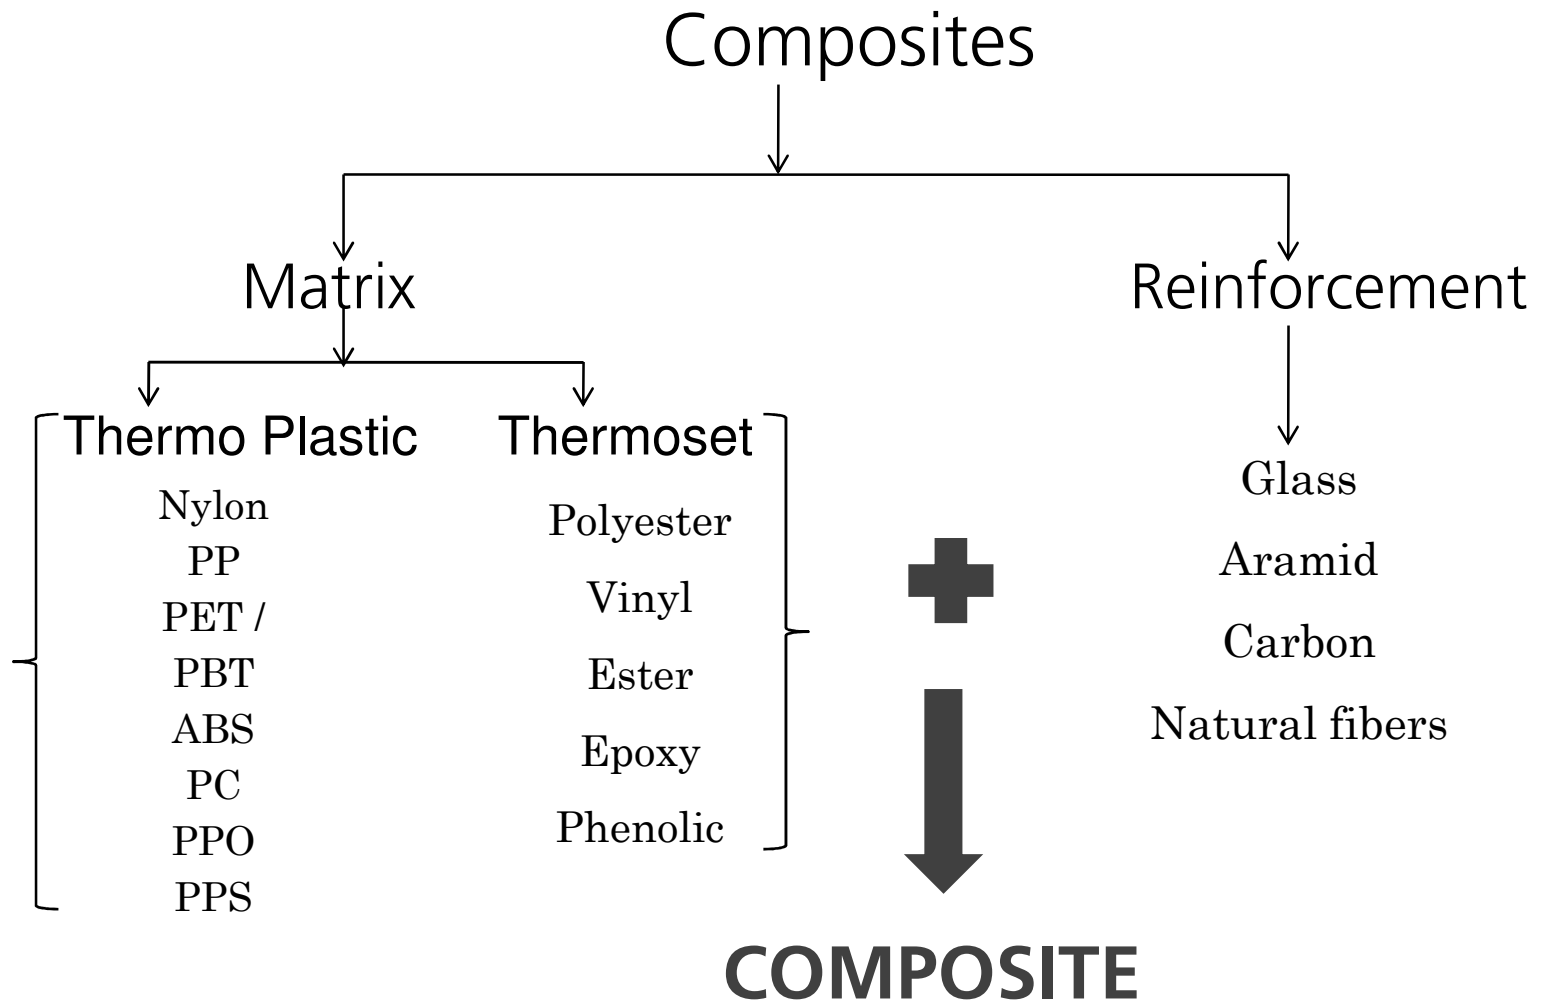 Composites
Matrix
Reinforcement
Thermo Plastic
Nylon
PP
PET /
PBT
ABS
PC
PPO
PPS
Thermoset
Polyester
Vinyl
Ester
Epoxy
Phenolic
Glass
Aramid
Carbon
Natural fibers
COMPOSITE